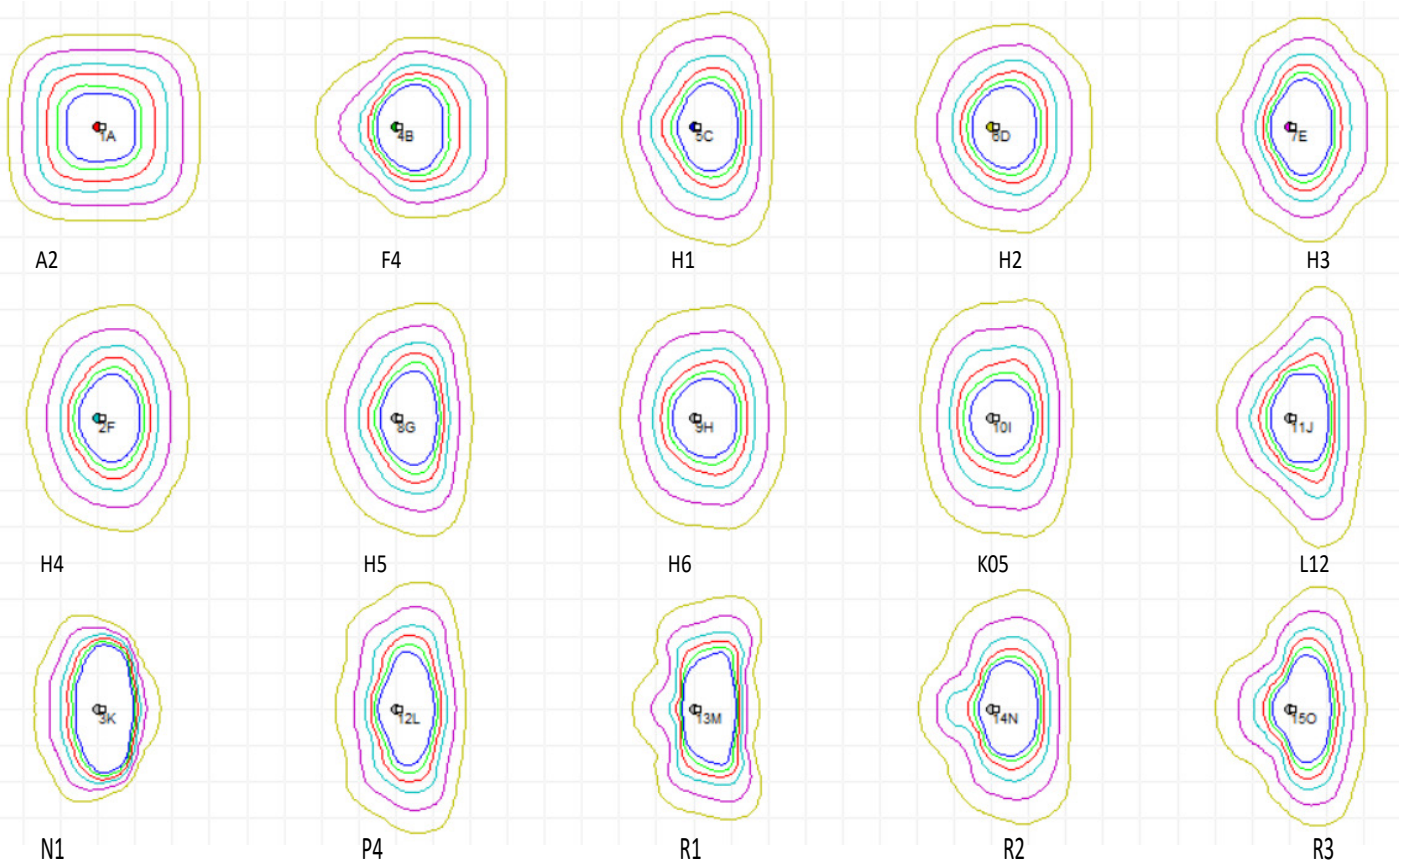 1A 4B 5C 6D 7E
A2 F4 H1 H2 H3
2F 8G 9H 10I 11J
H4 H5 H6 K05 L12
3K 12L 13M 14N 15O
N1 P4 R1 R2 R3